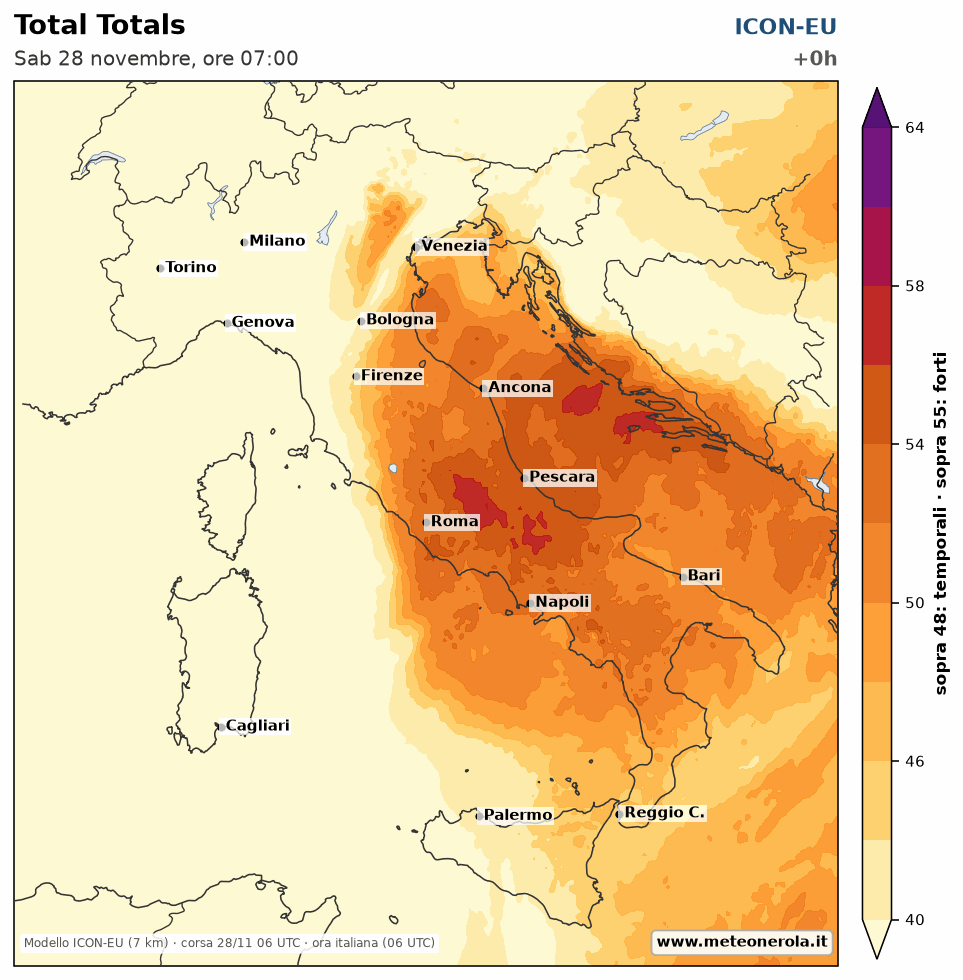 Total Totals
ICON-EU
Sab 28 novembre, ore 07:00
+0h
Milano
Venezia
Torino
Genova
Bologna
Firenze
Ancona
Pescara
Roma
Bari
Napoli
Cagliari
Palermo
Reggio C.
64
58
54
50
46
40
sopra 48: temporali · sopra 55: forti
Modello ICON-EU (7 km) · corsa 28/11 06 UTC · ora italiana (06 UTC)
www.meteonerola.it